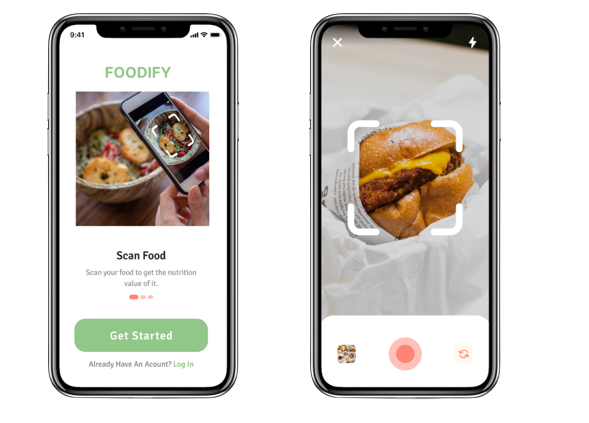 9:41
FOODIFY
Scan Food
Scan your food to get the nutrition
value of it.
Get Started
Already Have An Acount? Log In